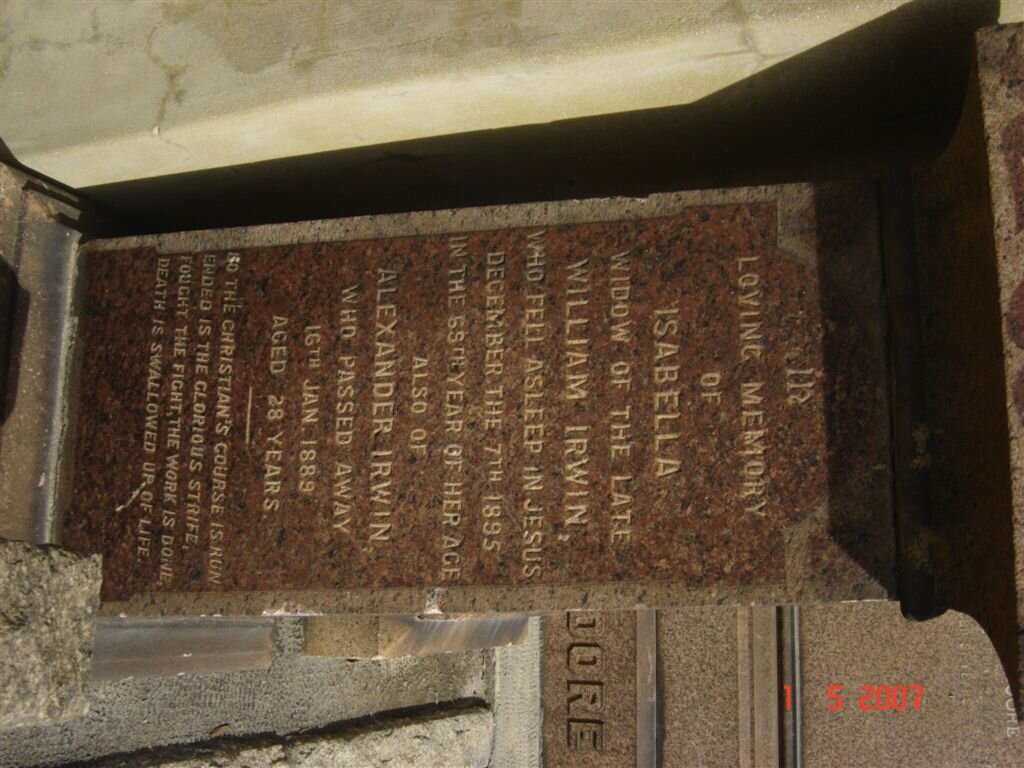 IN
LOVING MEMORY
OF
ISABELLA
WIDOW OF THE LATE
WILLIAM IRWIN,
WHO FELL ASLEEP IN JESUS
DECEMBER THE 7TH 1895
IN THE 69TH YEAR OF HER AGE
ALSO OF
ALEXANDER IRWIN
WHO PASSED AWAY
16TH JAN. 1889
AGED 28 YEARS
SO THE CHRISTIAN'S COURSE IS RUN
ENDED IS THE GLORIOUS STRIFE,
FOUGHT THE FIGHT, THE WORK IS DONE,
DEATH IS SWALLOWED UP OF LIFE.
DORE
1 5 2007